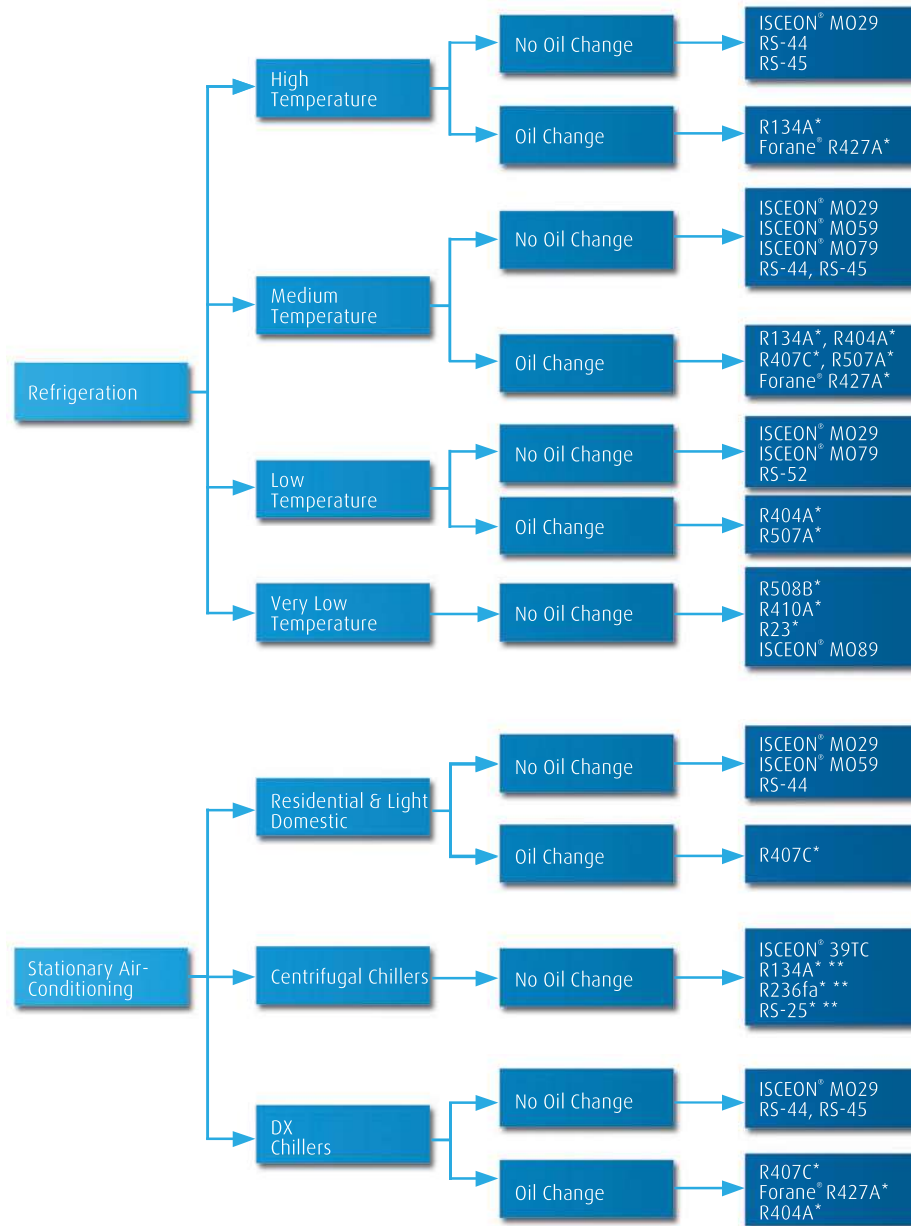 Refrigeration
High
Temperature
No Oil Change
ISCEON® MO29
RS-44
RS-45
Oil Change
R134A*
Forane® R427A*
Medium
Temperature
No Oil Change
ISCEON® MO29
ISCEON® MO59
ISCEON® MO79
RS-44, RS-45
Oil Change
R134A*, R404A*
R407C*, R507A*
Forane® R427A*
Low
Temperature
No Oil Change
ISCEON® MO29
ISCEON® MO79
RS-52
Oil Change
R404A*
R507A*
Very Low
Temperature
No Oil Change
R508B*
R410A*
R23*
ISCEON® MO89
Stationary Air-
Conditioning
Residential & Light
Domestic
No Oil Change
ISCEON® MO29
ISCEON® MO59
RS-44
Oil Change
R407C*
Centrifugal Chillers
No Oil Change
ISCEON® 39TC
R134A* **
R236fa* **
RS-25* **
DX
Chillers
No Oil Change
ISCEON® MO29
RS-44, RS-45
Oil Change
R407C*
Forane® R427A*
R404A*